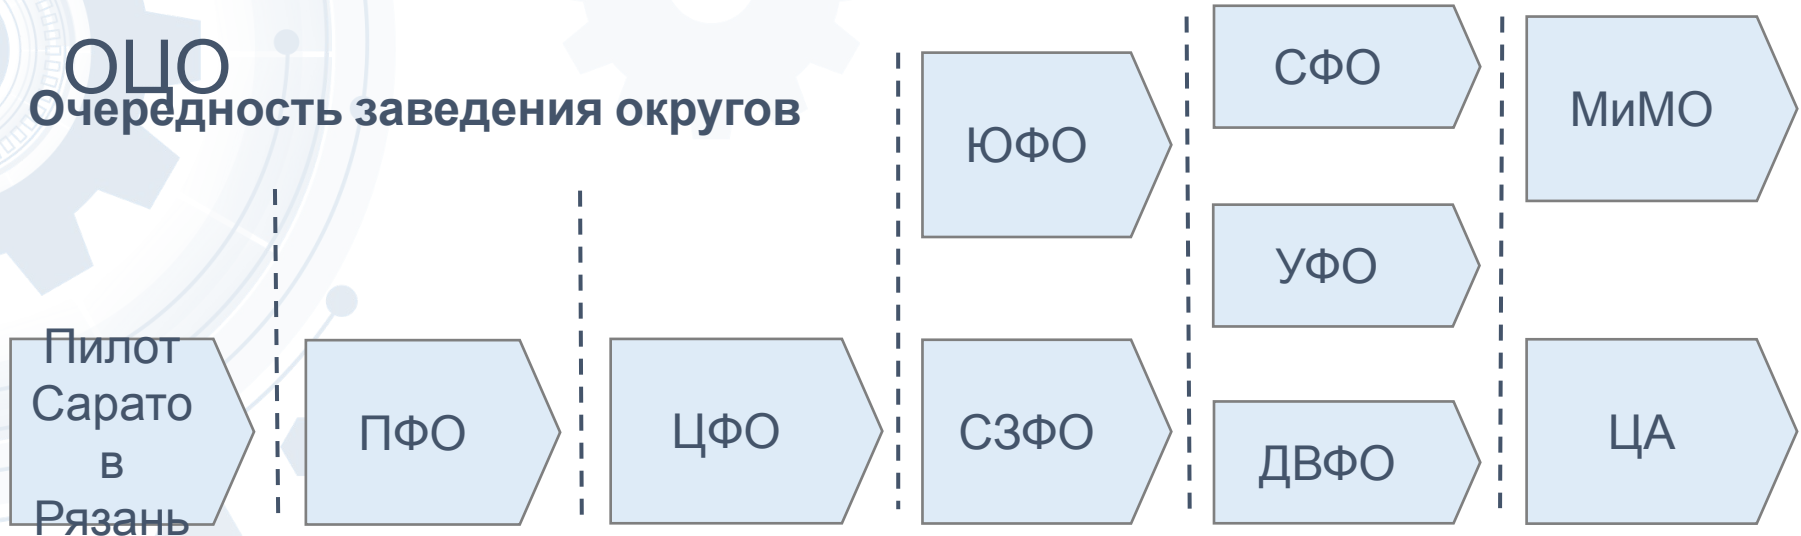 ОЦО
Очередность заведения округов
Пилот
Сарато
в
Рязань
ПФО
ЦФО
ЮФО
СЗФО
СФО
УФО
ДВФО
МиМО
ЦА